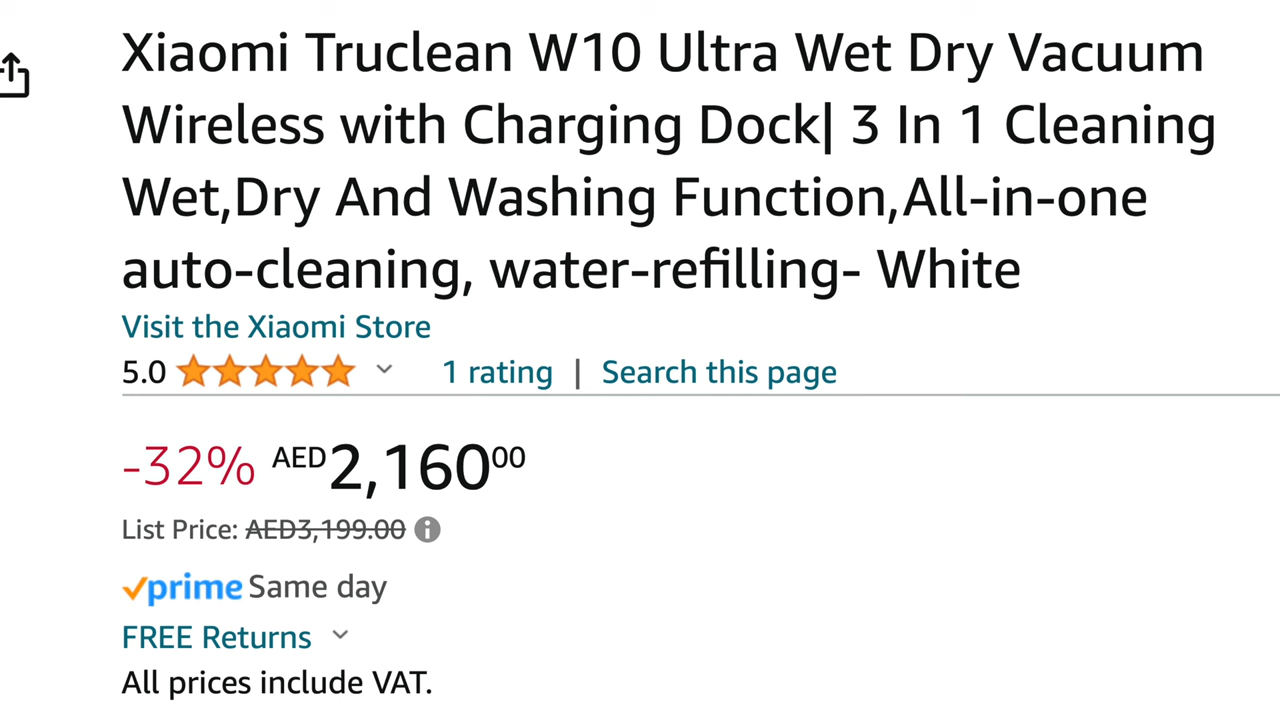 Xiaomi Truclean W10 Ultra Wet Dry Vacuum
Wireless with Charging Dock| 3 In 1 Cleaning
Wet,Dry And Washing Function,All-in-one
auto-cleaning, water-refilling- White
Visit the Xiaomi Store
5.0 1 rating | Search this page
-32% AED2,16000
List Price: AED3,199.00
prime Same day
FREE Returns
All prices include VAT.